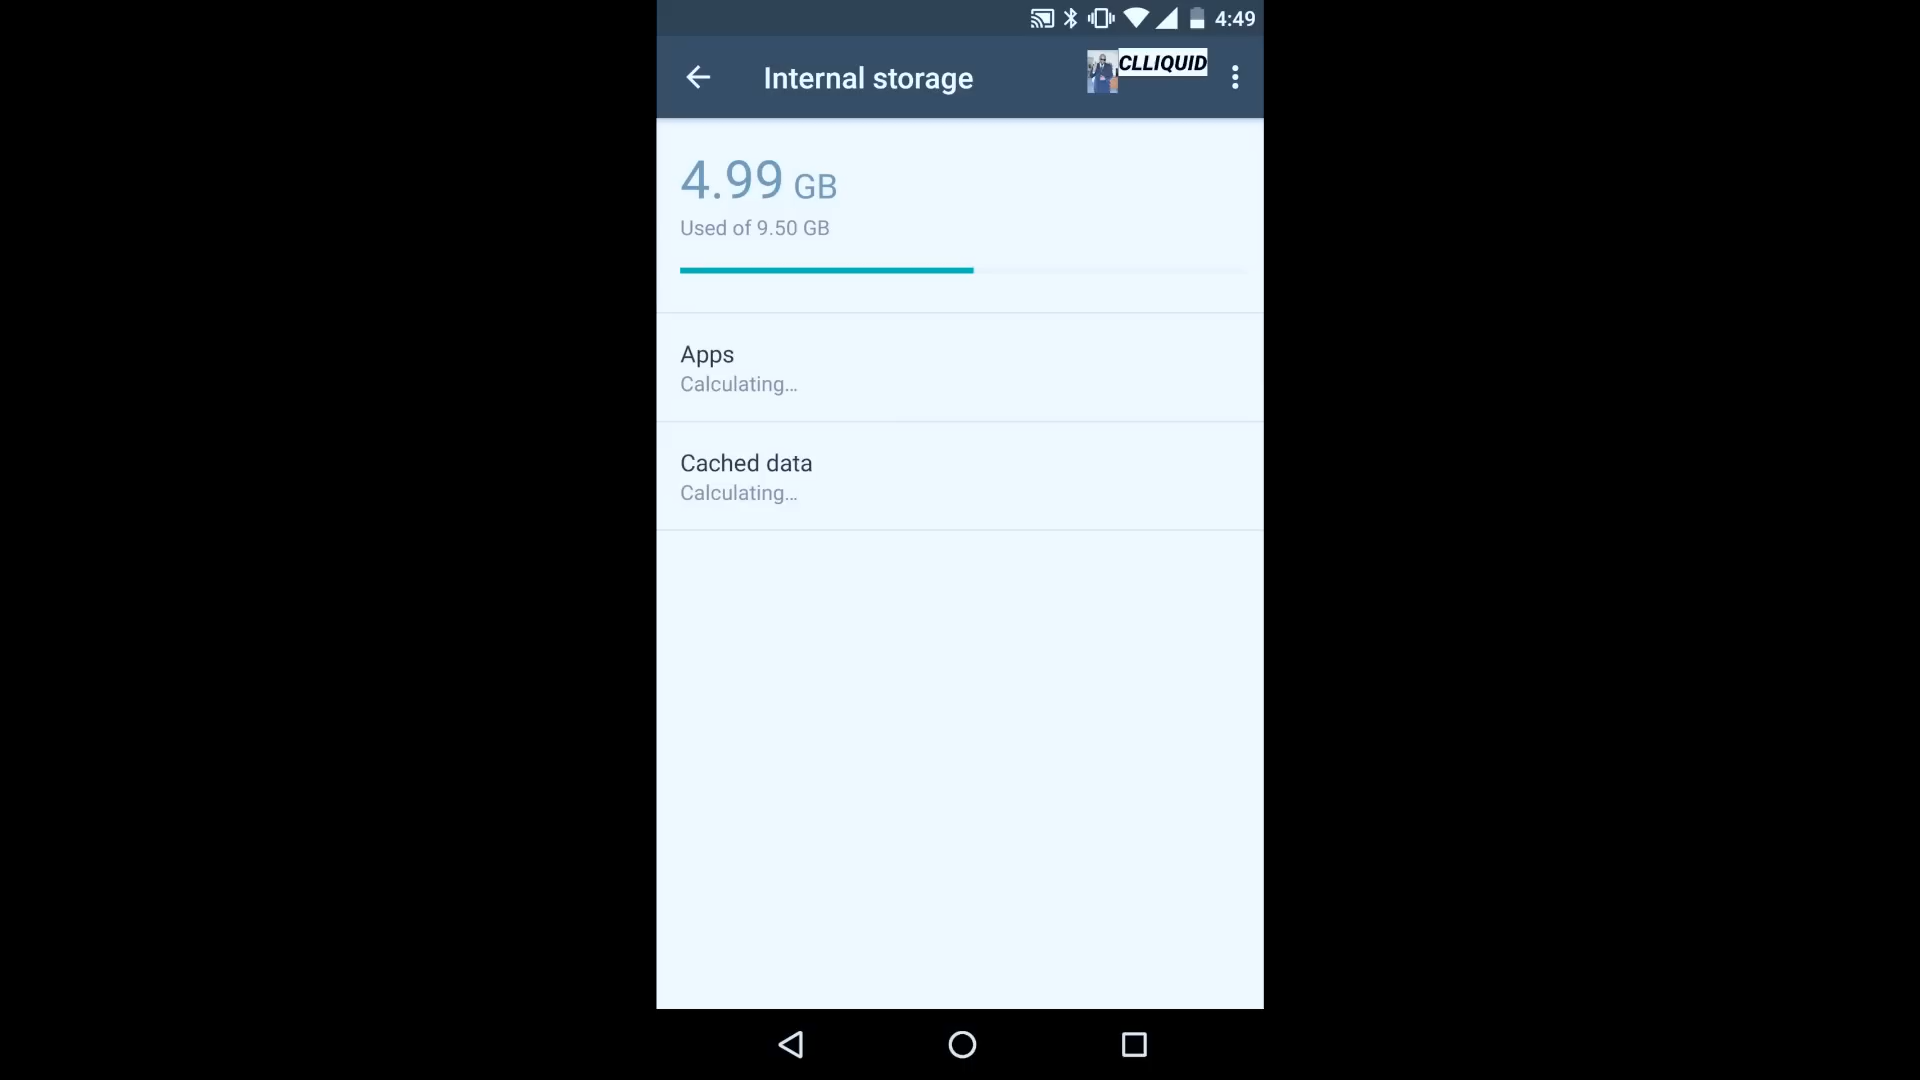 4:49
Internal storage
CLLIQUID
4.99 GB
Used of 9.50 GB
Apps
Calculating...
Cached data
Calculating...